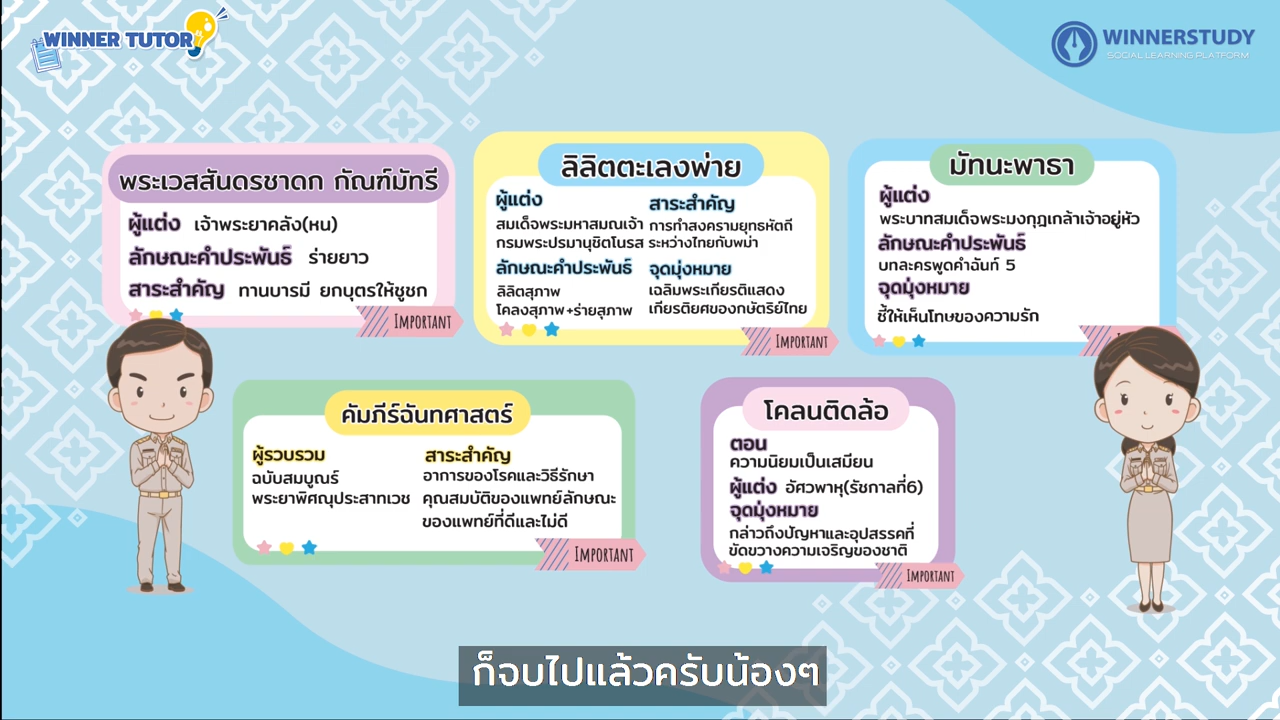 WINNER TUTOR
WINNERSTUDY
SOCIAL LEARNING PLATFORM
พระเวสสันดรชาดก กัณฑ์มัทรี
ผู้แต่ง เจ้าพระยาคลัง(หน)
ลักษณะคำประพันธ์ ร่ายยาว
สาระสำคัญ ทานบารมี ยกบุตรให้ชูชก
IMPORTANT
ลิลิตตะเลงพ่าย
ผู้แต่ง
สมเด็จพระมหาสมณเจ้า
กรมพระปรมานุชิตโนรส
ลักษณะคำประพันธ์
ลิลิตสุภาพ
โคลงสุภาพ+ร่ายสุภาพ
สาระสำคัญ
การทำสงครามยุทธหัตถี
ระหว่างไทยกับพม่า
จุดมุ่งหมาย
เฉลิมพระเกียรติแสดง
เกียรติยศของกษัตริย์ไทย
IMPORTANT
มัทนะพาธา
ผู้แต่ง
พระบาทสมเด็จพระมงกุฎเกล้าเจ้าอยู่หัว
ลักษณะคำประพันธ์
บทละครพูดคำฉันท์ 5
จุดมุ่งหมาย
ชี้ให้เห็นโทษของความรัก
คัมภีร์ฉันทศาสตร์
ผู้รวบรวม
ฉบับสมบูณร์
พระยาพิศณุประสาทเวช
สาระสำคัญ
อาการของโรคและวิธีรักษา
คุณสมบัติของแพทย์ลักษณะ
ของแพทย์ที่ดีและไม่ดี
IMPORTANT
โคลนติดล้อ
ตอน
ความนิยมเป็นเสมียน
ผู้แต่ง อัศวพาหุ(รัชกาลที่6)
จุดมุ่งหมาย
กล่าวถึงปัญหาและอุปสรรคที่
ขัดขวางความเจริญของชาติ
IMPORTANT
ก็จบไปแล้วครับน้องๆ